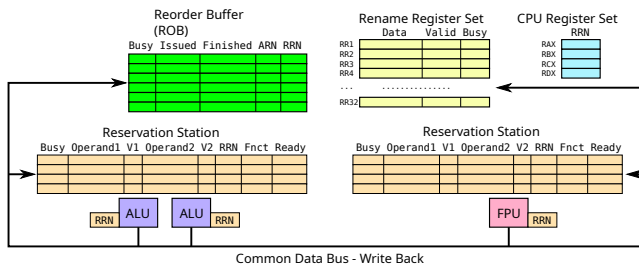 Reorder Buffer
(ROB)
Busy Issued Finished ARN RRN
Rename Register Set
Data Valid Busy
RR1
RR2
RR3
RR4
...
..............
RR32
CPU Register Set
RRN
RAX
RBX
RCX
RDX
Reservation Station
Busy Operand1 V1 Operand2 V2 RRN Fnct Ready
Reservation Station
Busy Operand1 V1 Operand2 V2 RRN Fnct Ready
RRN ALU ALU RRN
FPU RRN
Common Data Bus - Write Back